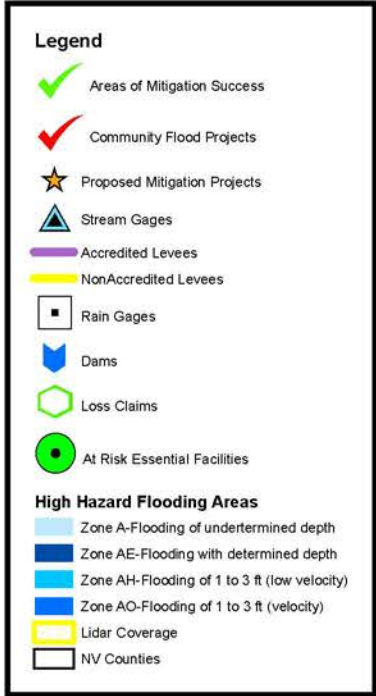 Legend
Areas of Mitigation Success
Community Flood Projects
Proposed Mitigation Projects
Stream Gages
Accredited Levees
NonAccredited Levees
Rain Gages
Dams
Loss Claims
At Risk Essential Facilities
High Hazard Flooding Areas
Zone A-Flooding of undertermined depth
Zone AE-Flooding with determined depth
Zone AH-Flooding of 1 to 3 ft (low velocity)
Zone AO-Flooding of 1 to 3 ft (velocity)
Lidar Coverage
NV Counties